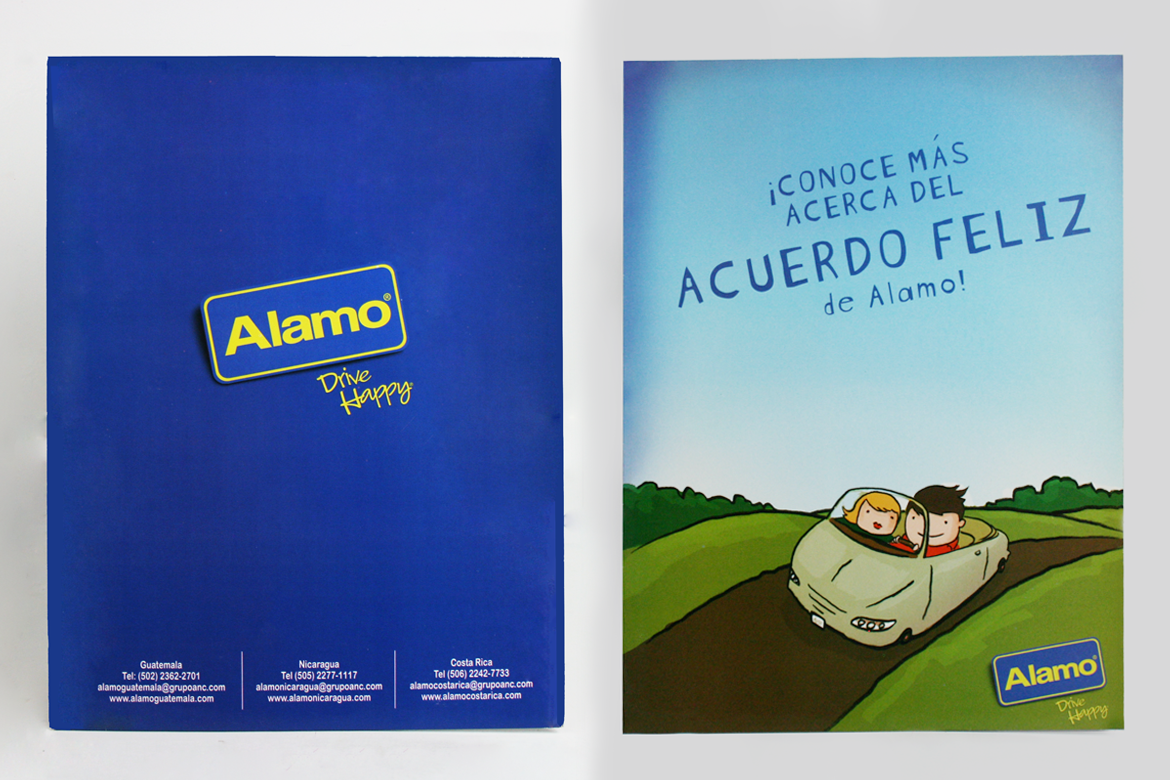 Alamo®
Drive
Happy®
Guatemala
Tel: (502) 2362-2701
alamoguatemala@grupoanc.com
www.alamoguatemala.com
Nicaragua
Tel (505) 2277-1117
alamonicaragua@grupoanc.com
www.alamonicaragua.com
Costa Rica
Tel (506) 2242-7733
alamocostarica@grupoanc.com
www.alamocostarica.com
¡CONOCE MÁS
ACERCA DEL
ACUERDO FELIZ
de Alamo!
Alamo®
Drive
Happy®